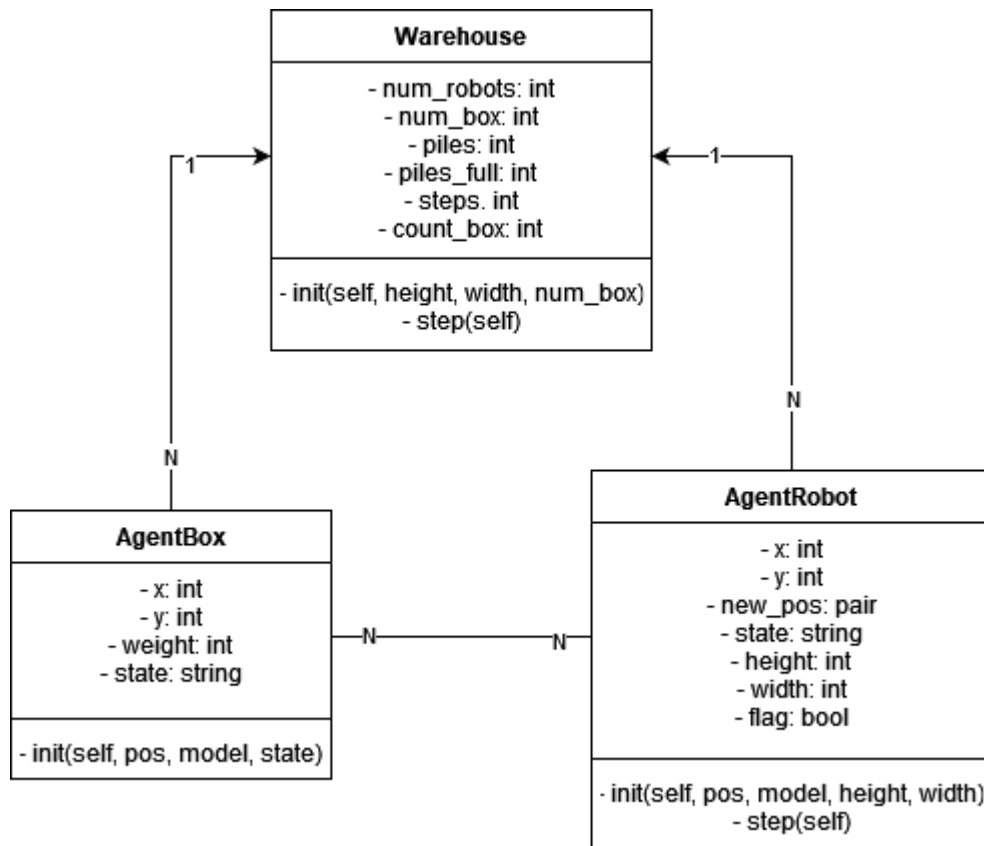 Warehouse
- num_robots: int
- num_box: int
- piles: int
- piles_full: int
- steps. int
- count_box: int
- init(self, height, width, num_box)
- step(self)
1
1
N
N
AgentBox
- x: int
- y: int
- weight: int
- state: string
- init(self, pos, model, state)
N
N
AgentRobot
- x: int
- y: int
- new_pos: pair
- state: string
- height: int
- width: int
- flag: bool
- init(self, pos, model, height, width)
- step(self)